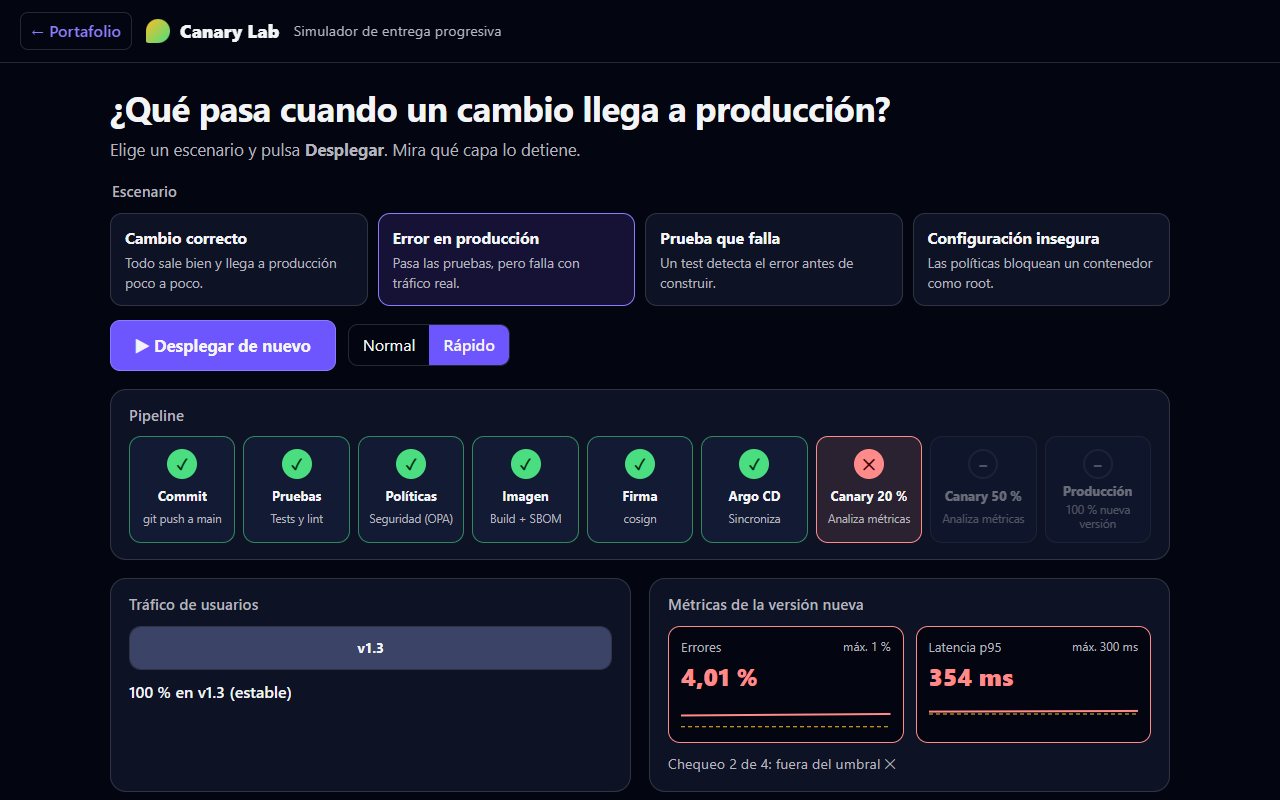 ← Portafolio
Canary Lab
Simulador de entrega progresiva
¿Qué pasa cuando un cambio llega a producción?
Elige un escenario y pulsa Desplegar. Mira qué capa lo detiene.
Escenario
Cambio correcto
Todo sale bien y llega a producción
poco a poco.
Error en producción
Pasa las pruebas, pero falla con
tráfico real.
Prueba que falla
Un test detecta el error antes de
construir.
Configuración insegura
Las políticas bloquean un contenedor
como root.
▶ Desplegar de nuevo
Normal
Rápido
Pipeline
✓
Commit
git push a main
✓
Pruebas
Tests y lint
✓
Políticas
Seguridad (OPA)
✓
Imagen
Build + SBOM
✓
Firma
cosign
✓
Argo CD
Sincroniza
✕
Canary 20 %
Analiza métricas
–
Canary 50 %
Analiza métricas
–
Producción
100 % nueva
versión
Tráfico de usuarios
v1.3
100 % en v1.3 (estable)
Métricas de la versión nueva
Errores
máx. 1 %
4,01 %
Latencia p95
máx. 300 ms
354 ms
Chequeo 2 de 4: fuera del umbral ✕